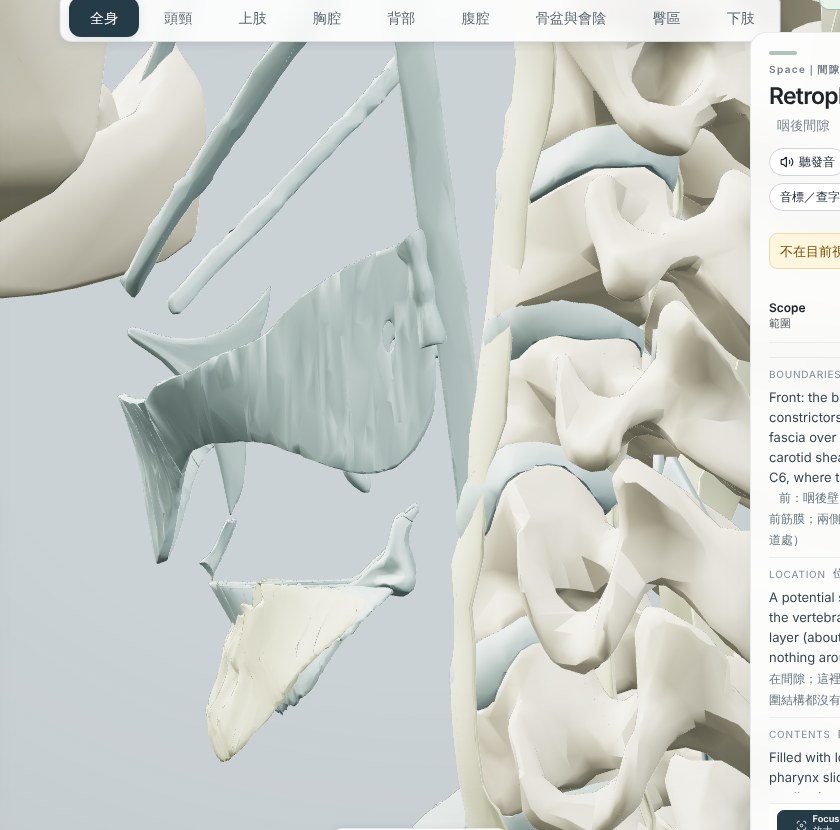 全身 頭頸 上肢 胸腔 背部 腹腔 骨盆與會陰 臀區 下肢
Space | 間隙
Retrop
咽後間隙
聽發音
音標／查字
不在目前視
Scope
範圍
BOUNDARIES
Front: the b
constrictors
fascia over
carotid shea
C6, where t
前：咽後壁
前筋膜；兩側
道處）
LOCATION 位
A potential s
the vertebra
layer (about
nothing arou
在間隙；這裡
圍結構都沒有
CONTENTS
Filled with lo
pharynx slid
Focus